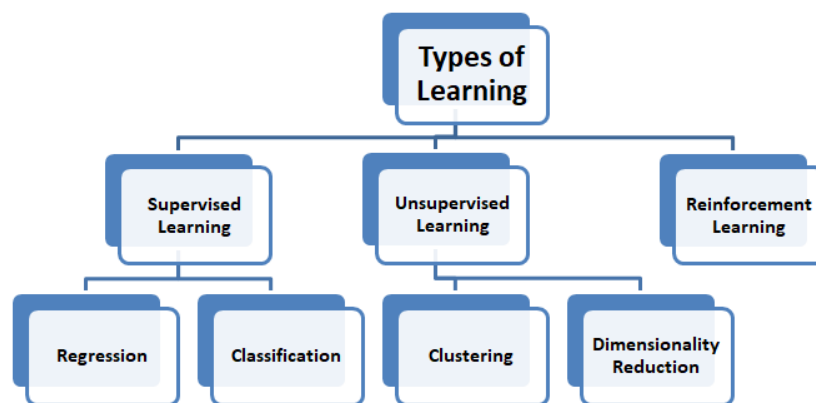 Types of
Learning
Supervised
Learning
Unsupervised
Learning
Reinforcement
Learning
Regression
Classification
Clustering
Dimensionality
Reduction